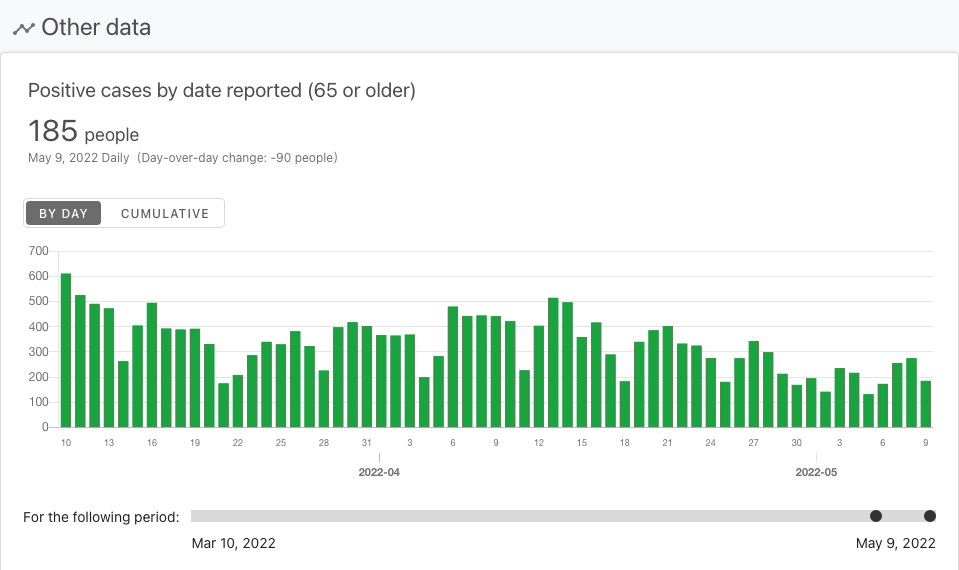 Other data
Positive cases by date reported (65 or older)
185 people
May 9, 2022 Daily (Day-over-day change: -90 people)
BY DAY CUMULATIVE
700
600
500
400
300
200
100
0
10 13 16 19 22 25 28 31 3 6 9 12 15 18 21 24 27 30 3 6 9
2022-04 2022-05
For the following period:
Mar 10, 2022 May 9, 2022